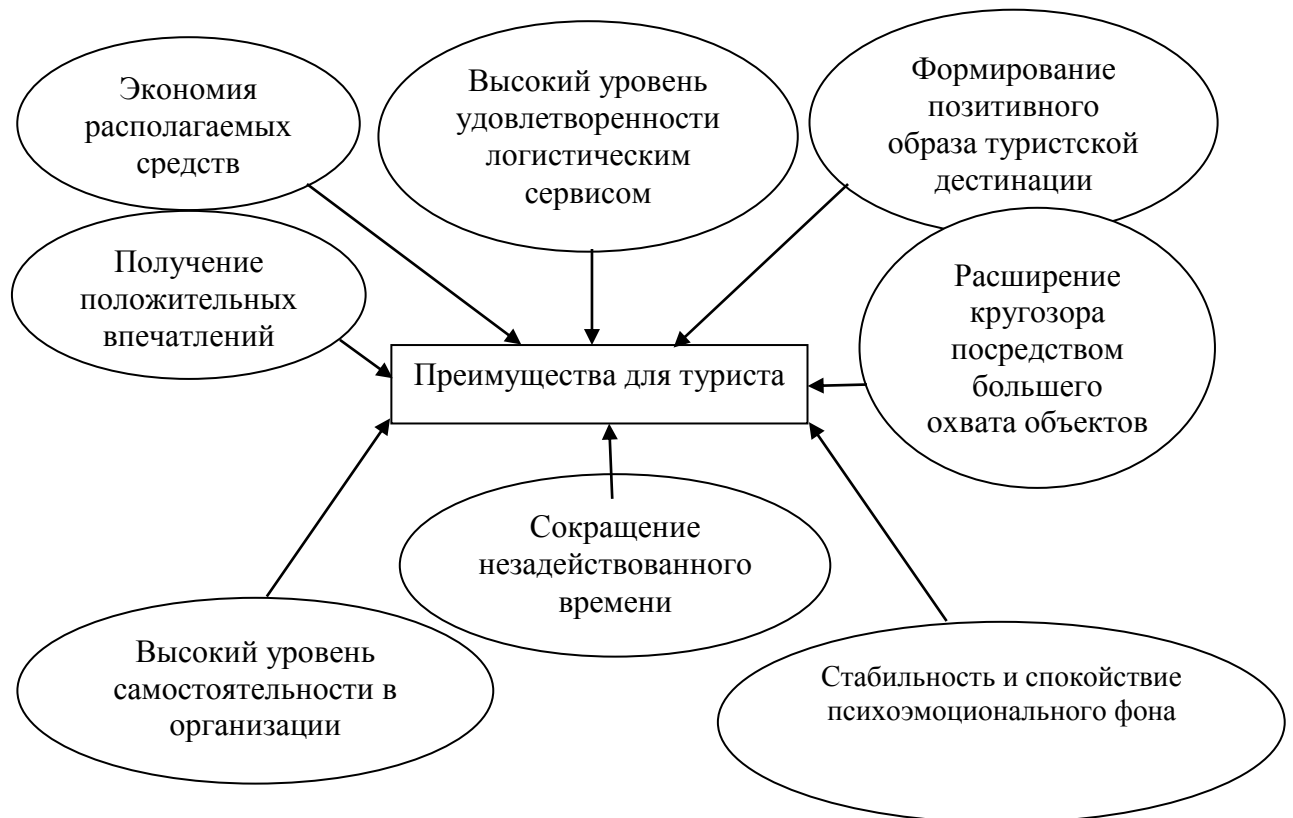 Экономия
располагаемых
средств
Высокий уровень
удовлетворенности
логистическим
сервисом
Формирование
позитивного
образа туристской
дестинации
Получение
положительных
впечатлений
Расширение
кругозора
посредством
большего
охвата объектов
Преимущества для туриста
Сокращение
незадействованного
времени
Высокий уровень
самостоятельности в
организации
Стабильность и спокойствие
психоэмоционального фона